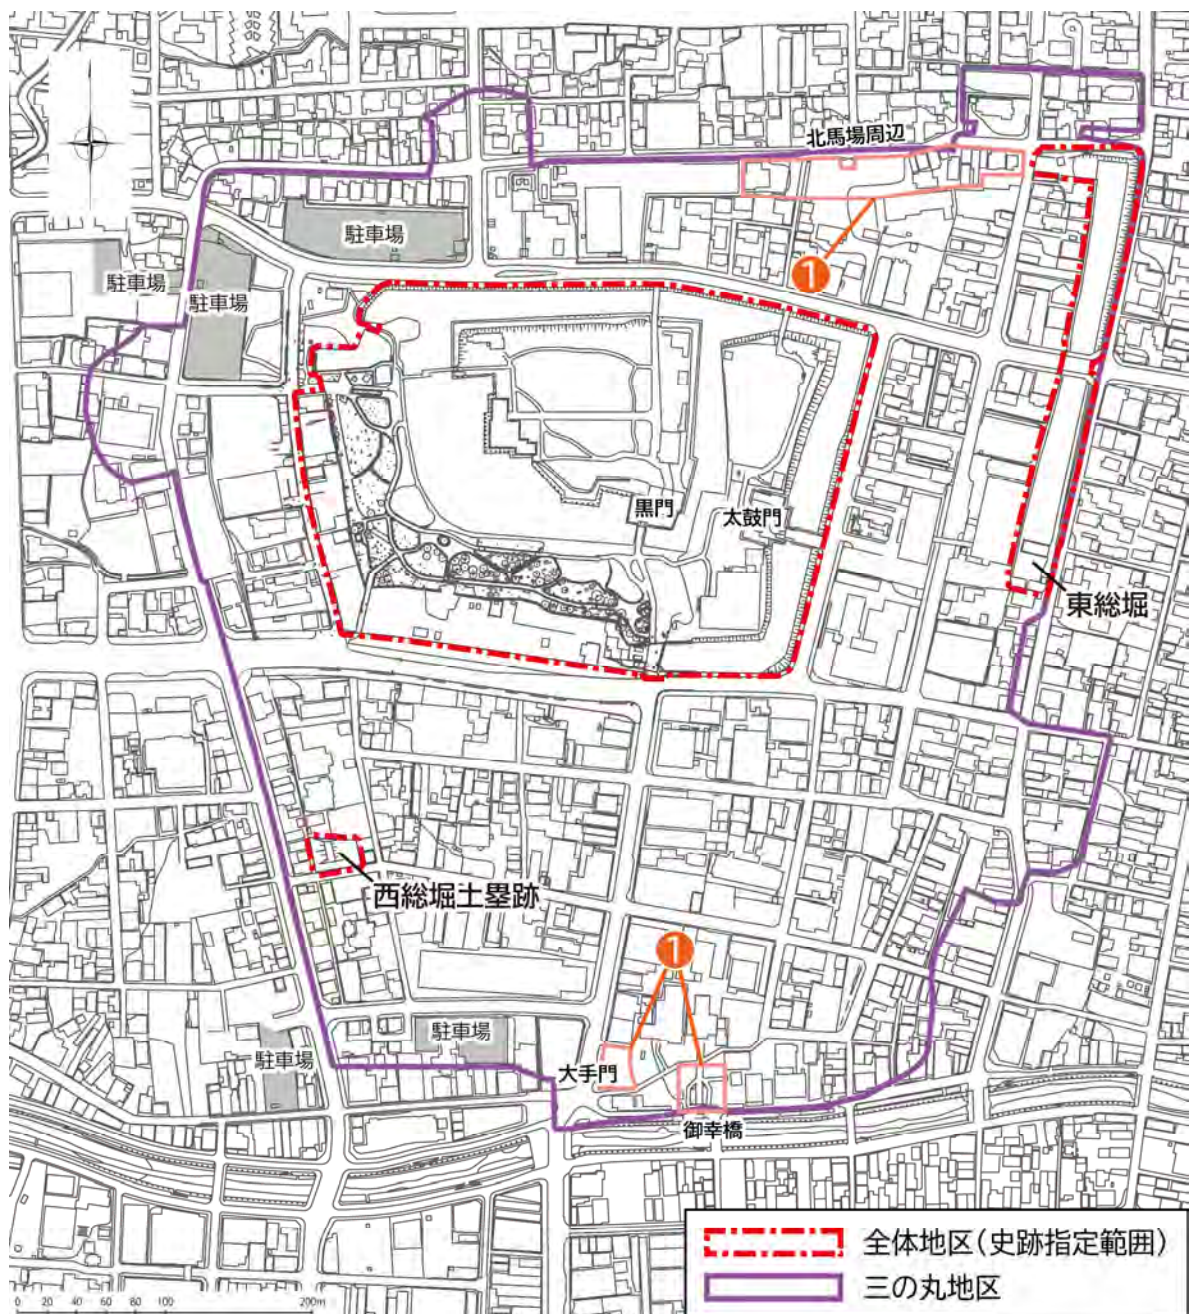 北馬場周辺
駐車場
❶
駐車場
駐車場
黒門
太鼓門
東総堀
西総堀土塁跡
❶
駐車場
駐車場
大手門
御幸橋
全体地区(史跡指定範囲)
三の丸地区
0 20 40 60 80 100 200m